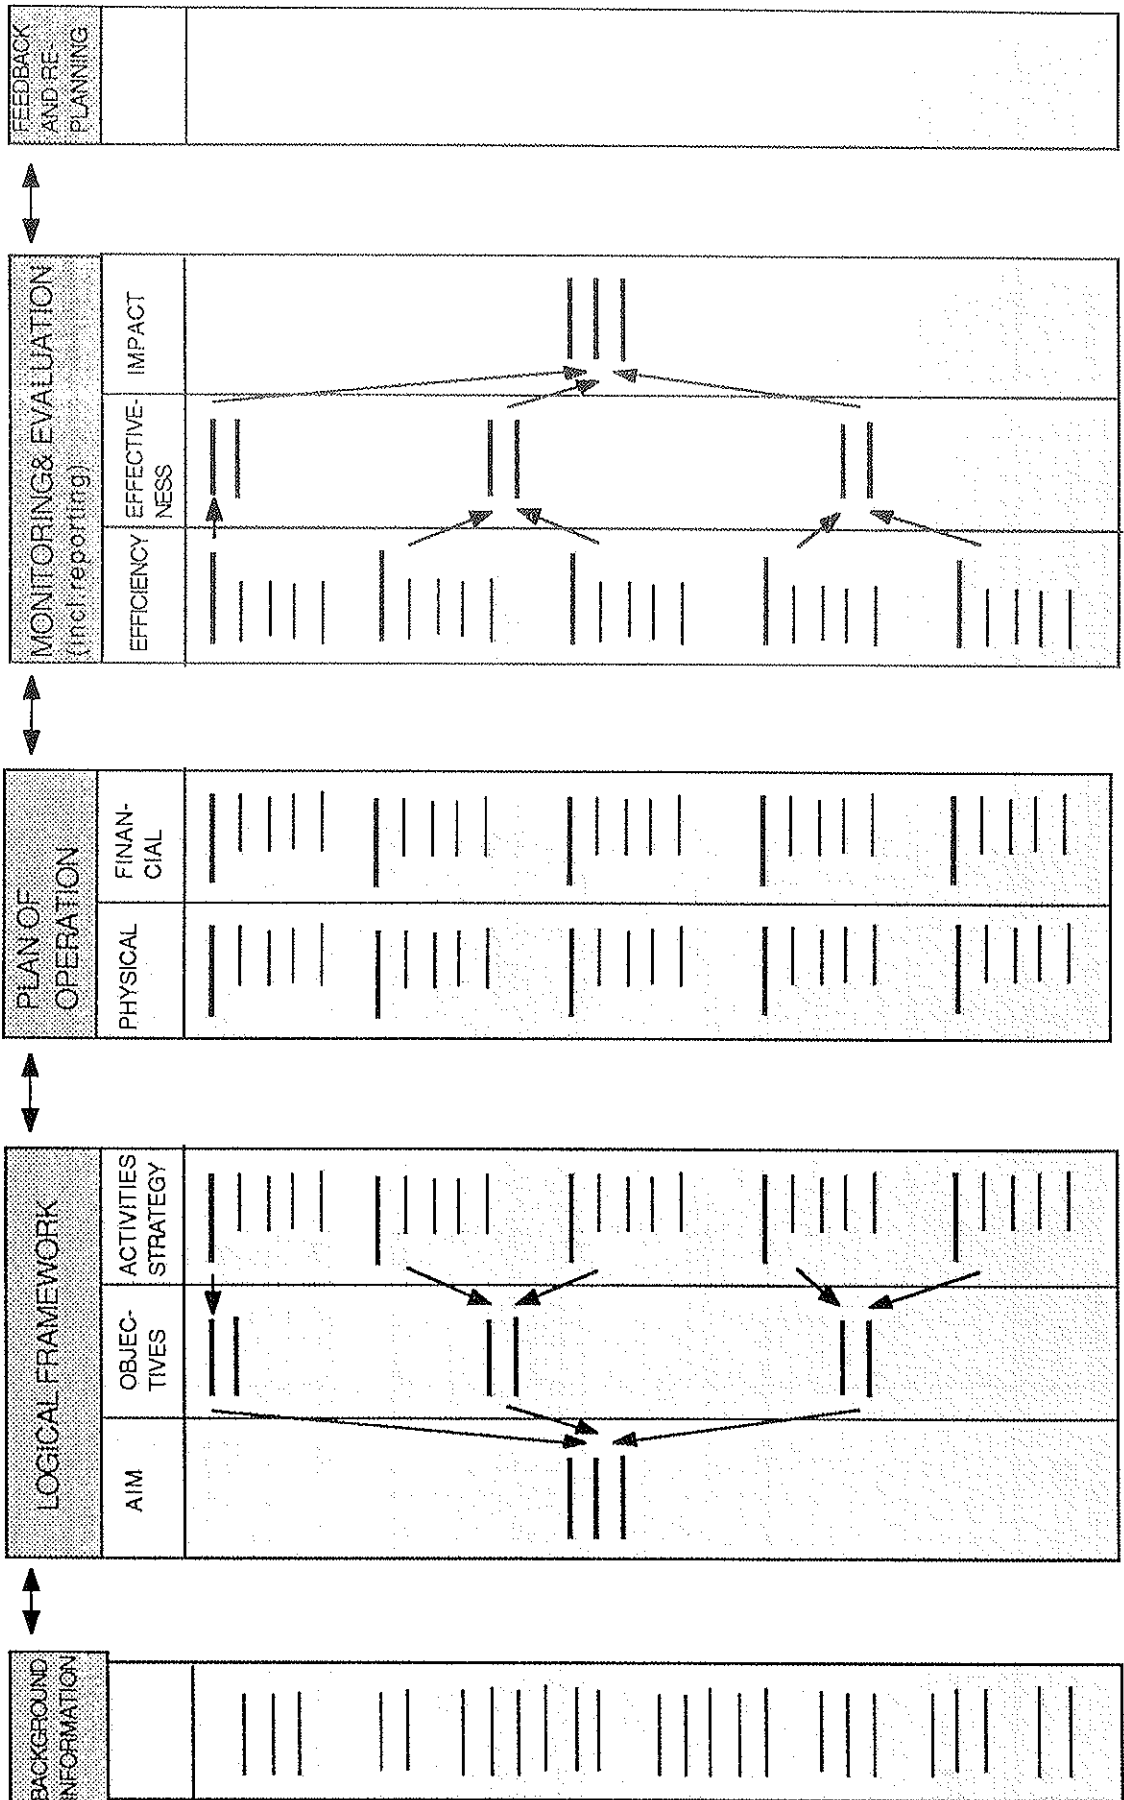 BACKGROUND
INFORMATION
LOGICAL FRAMEWORK
AIM
OBJEC-
TIVES
ACTIVITIES
STRATEGY
PLAN OF
OPERATION
PHYSICAL
FINAN-
CIAL
MONITORING& EVALUATION
(incl reporting)
EFFICIENCY
EFFECTIVE-
NESS
IMPACT
FEEDBACK
AND RE-
PLANNING